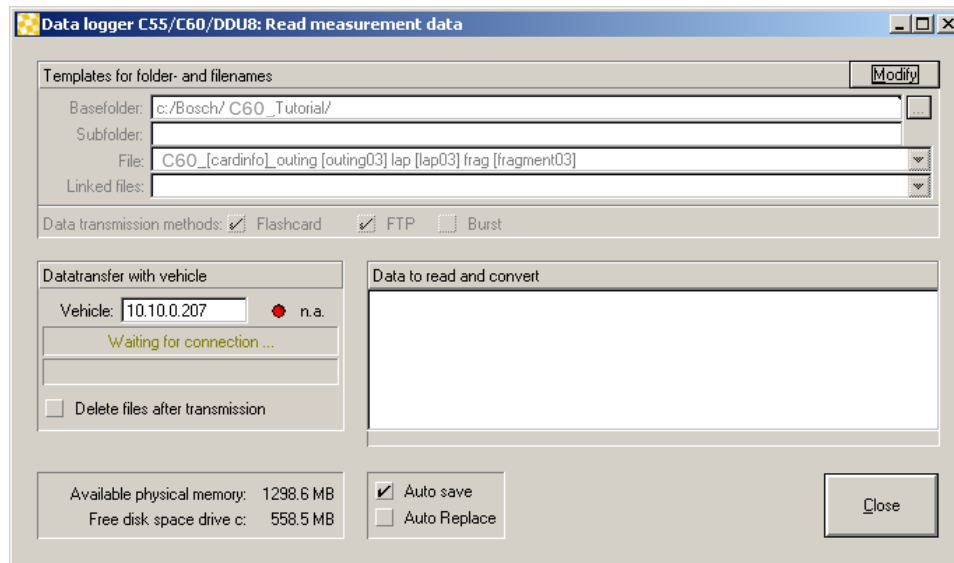 Data logger C55/C60/DDU8: Read measurement data
Templates for folder- and filenames
Modify
Basefolder: c:/Bosch/ C60_Tutorial/ ...
Subfolder:
File: C60_[cardinfo]_outing [outing03] lap [lap03] frag [fragment03]
Linked files:
Data transmission methods: Flashcard FTP Burst
Datatransfer with vehicle
Vehicle: 10.10.0.207 n.a.
Waiting for connection ...
Delete files after transmission
Data to read and convert
Available physical memory: 1298.6 MB
Free disk space drive c: 558.5 MB
Auto save
Auto Replace
Close